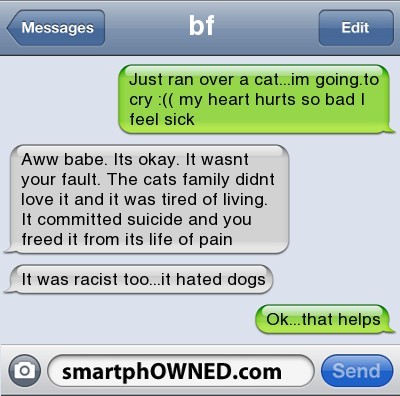 Messages
bf
Edit
Just ran over a cat...im going.to
cry :(( my heart hurts so bad I
feel sick
Aww babe. Its okay. It wasnt
your fault. The cats family didnt
love it and it was tired of living.
It committed suicide and you
freed it from its life of pain
It was racist too...it hated dogs
Ok...that helps
smartphOWNED.com
Send